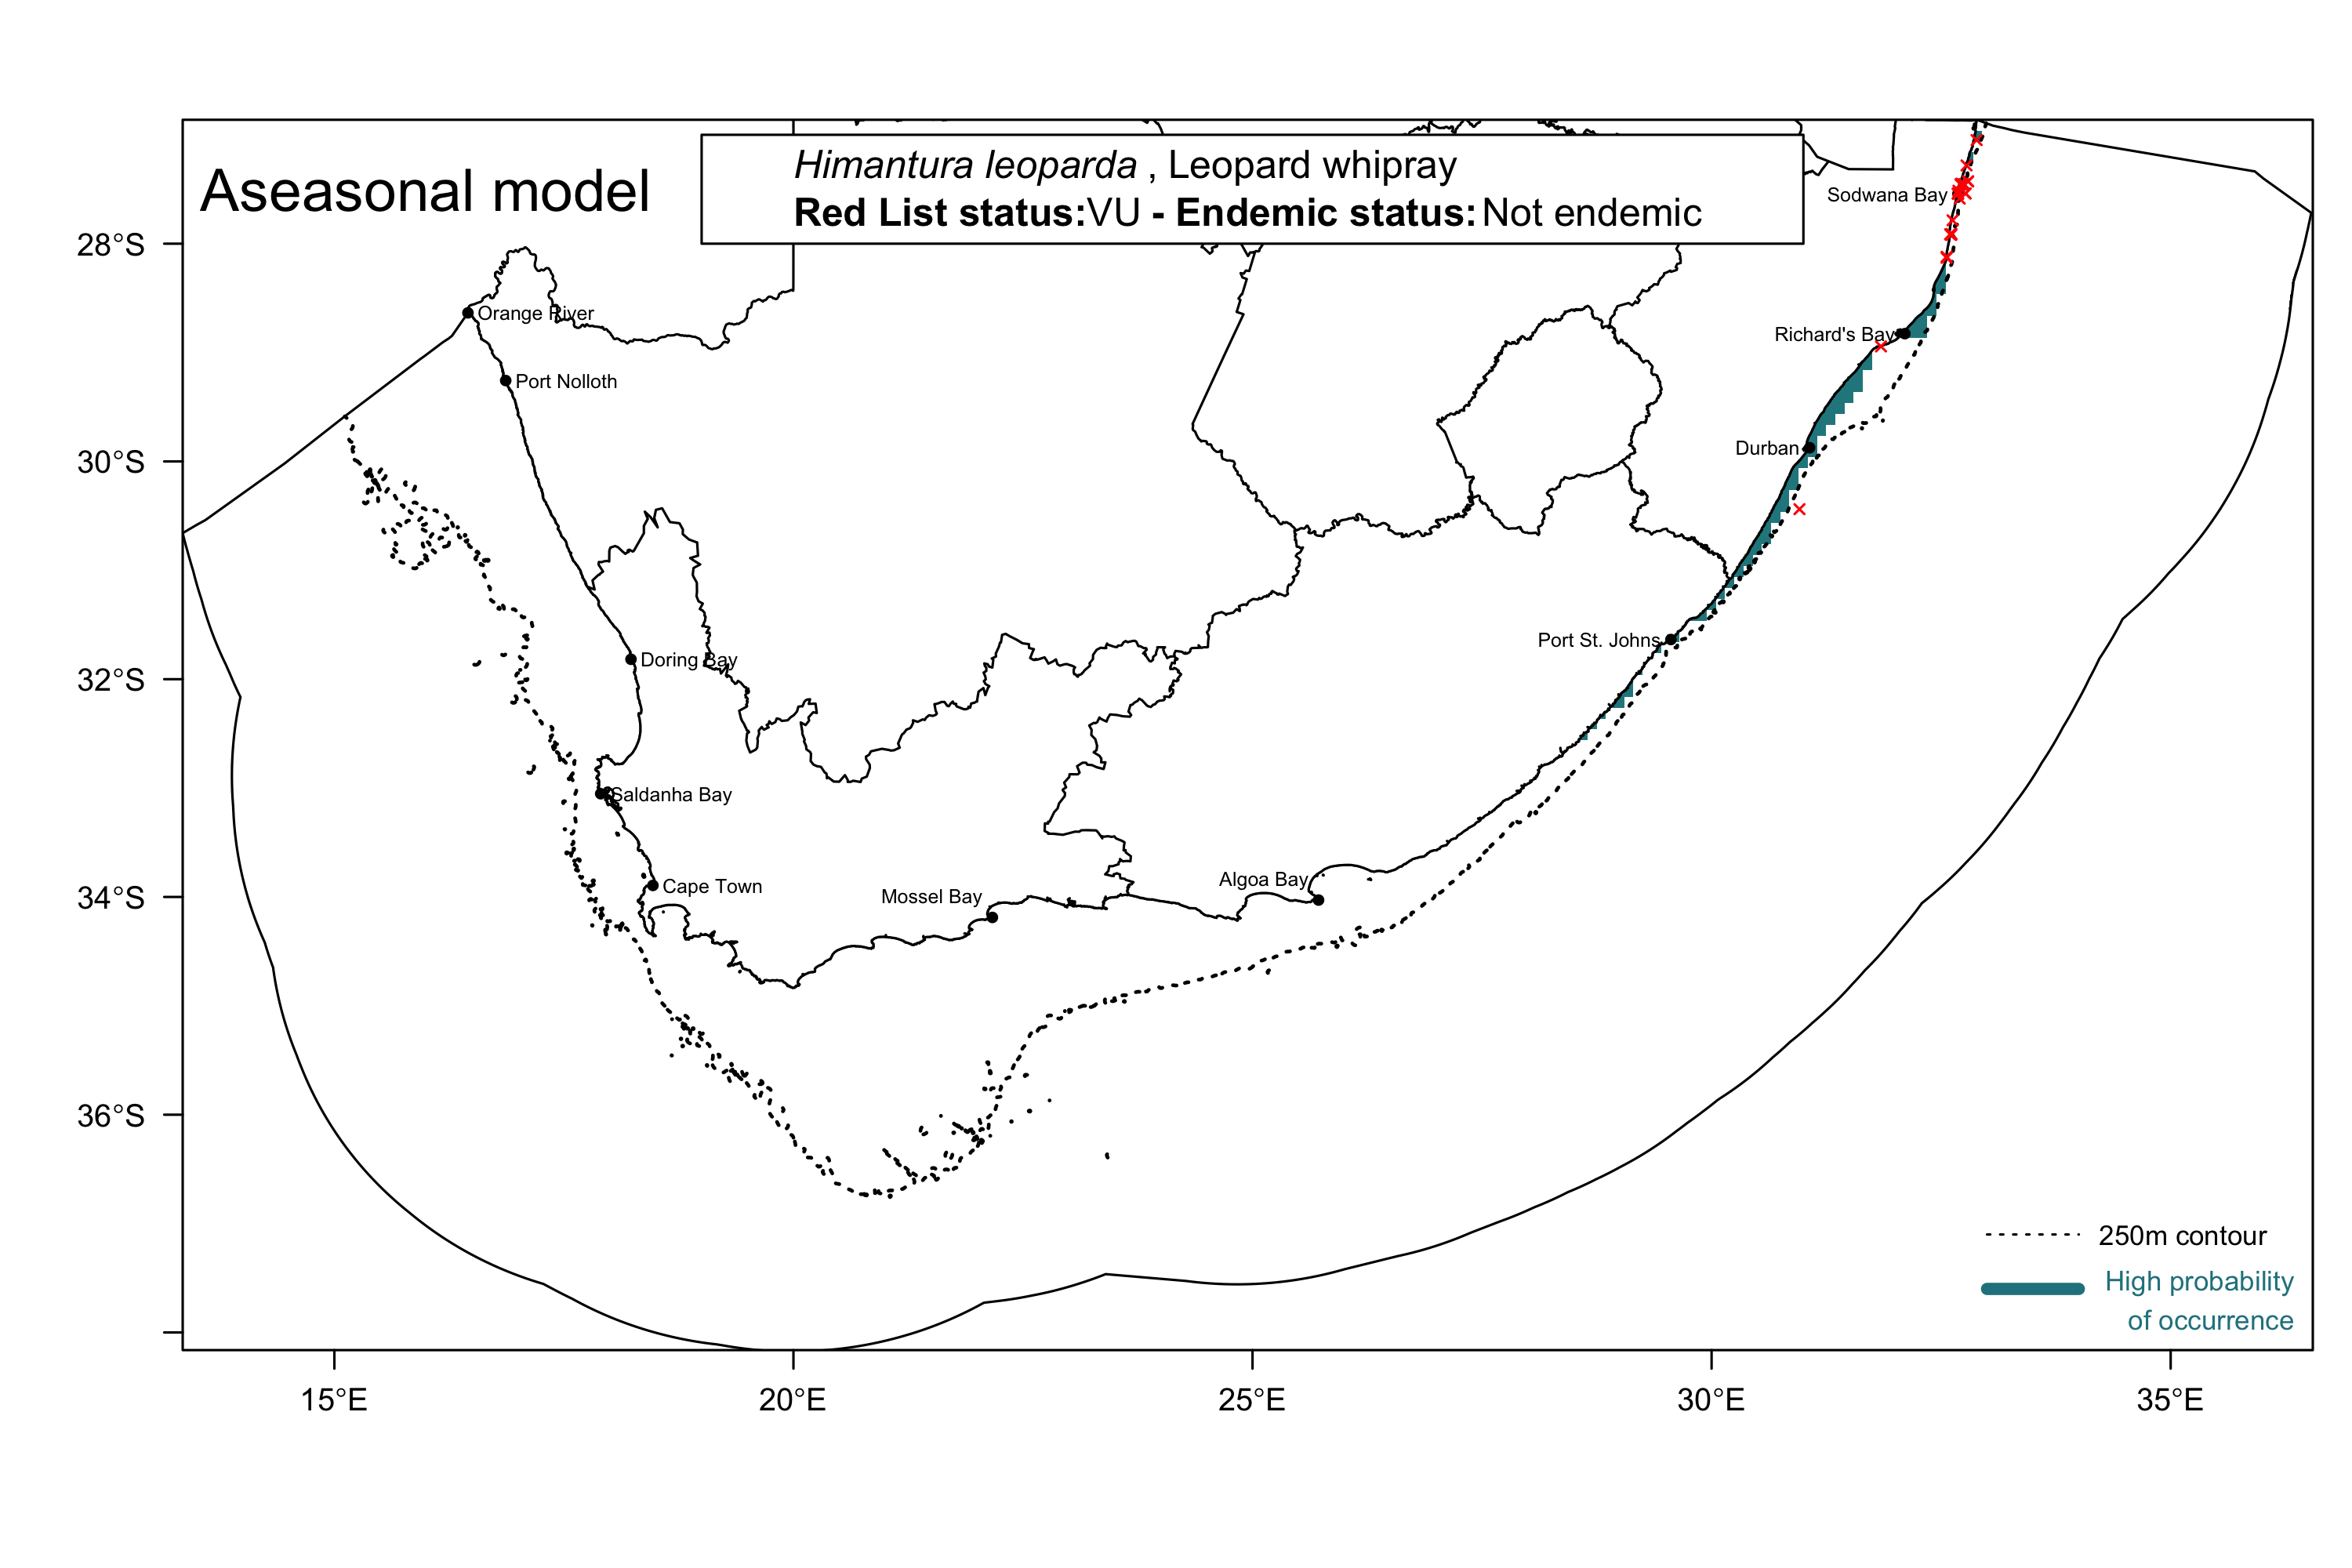 Aseasonal model
Himantura leoparda , Leopard whipray
Red List status:VU - Endemic status: Not endemic
Sodwana Bay
28°S
Orange River
Richard's Bay
Port Nolloth
Durban
30°S
Port St. Johns
Doring Bay
32°S
Saldanha Bay
Algoa Bay
Cape Town
Mossel Bay
34°S
36°S
250m contour
High probability
of occurrence
15°E
20°E
25°E
30°E
35°E